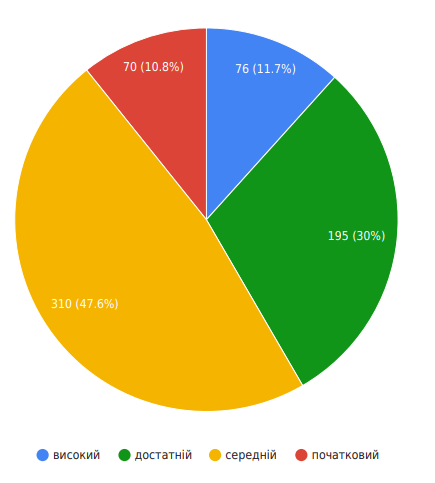 70 (10.8%)
76 (11.7%)
195 (30%)
310 (47.6%)
високий
достатній
середній
початковий